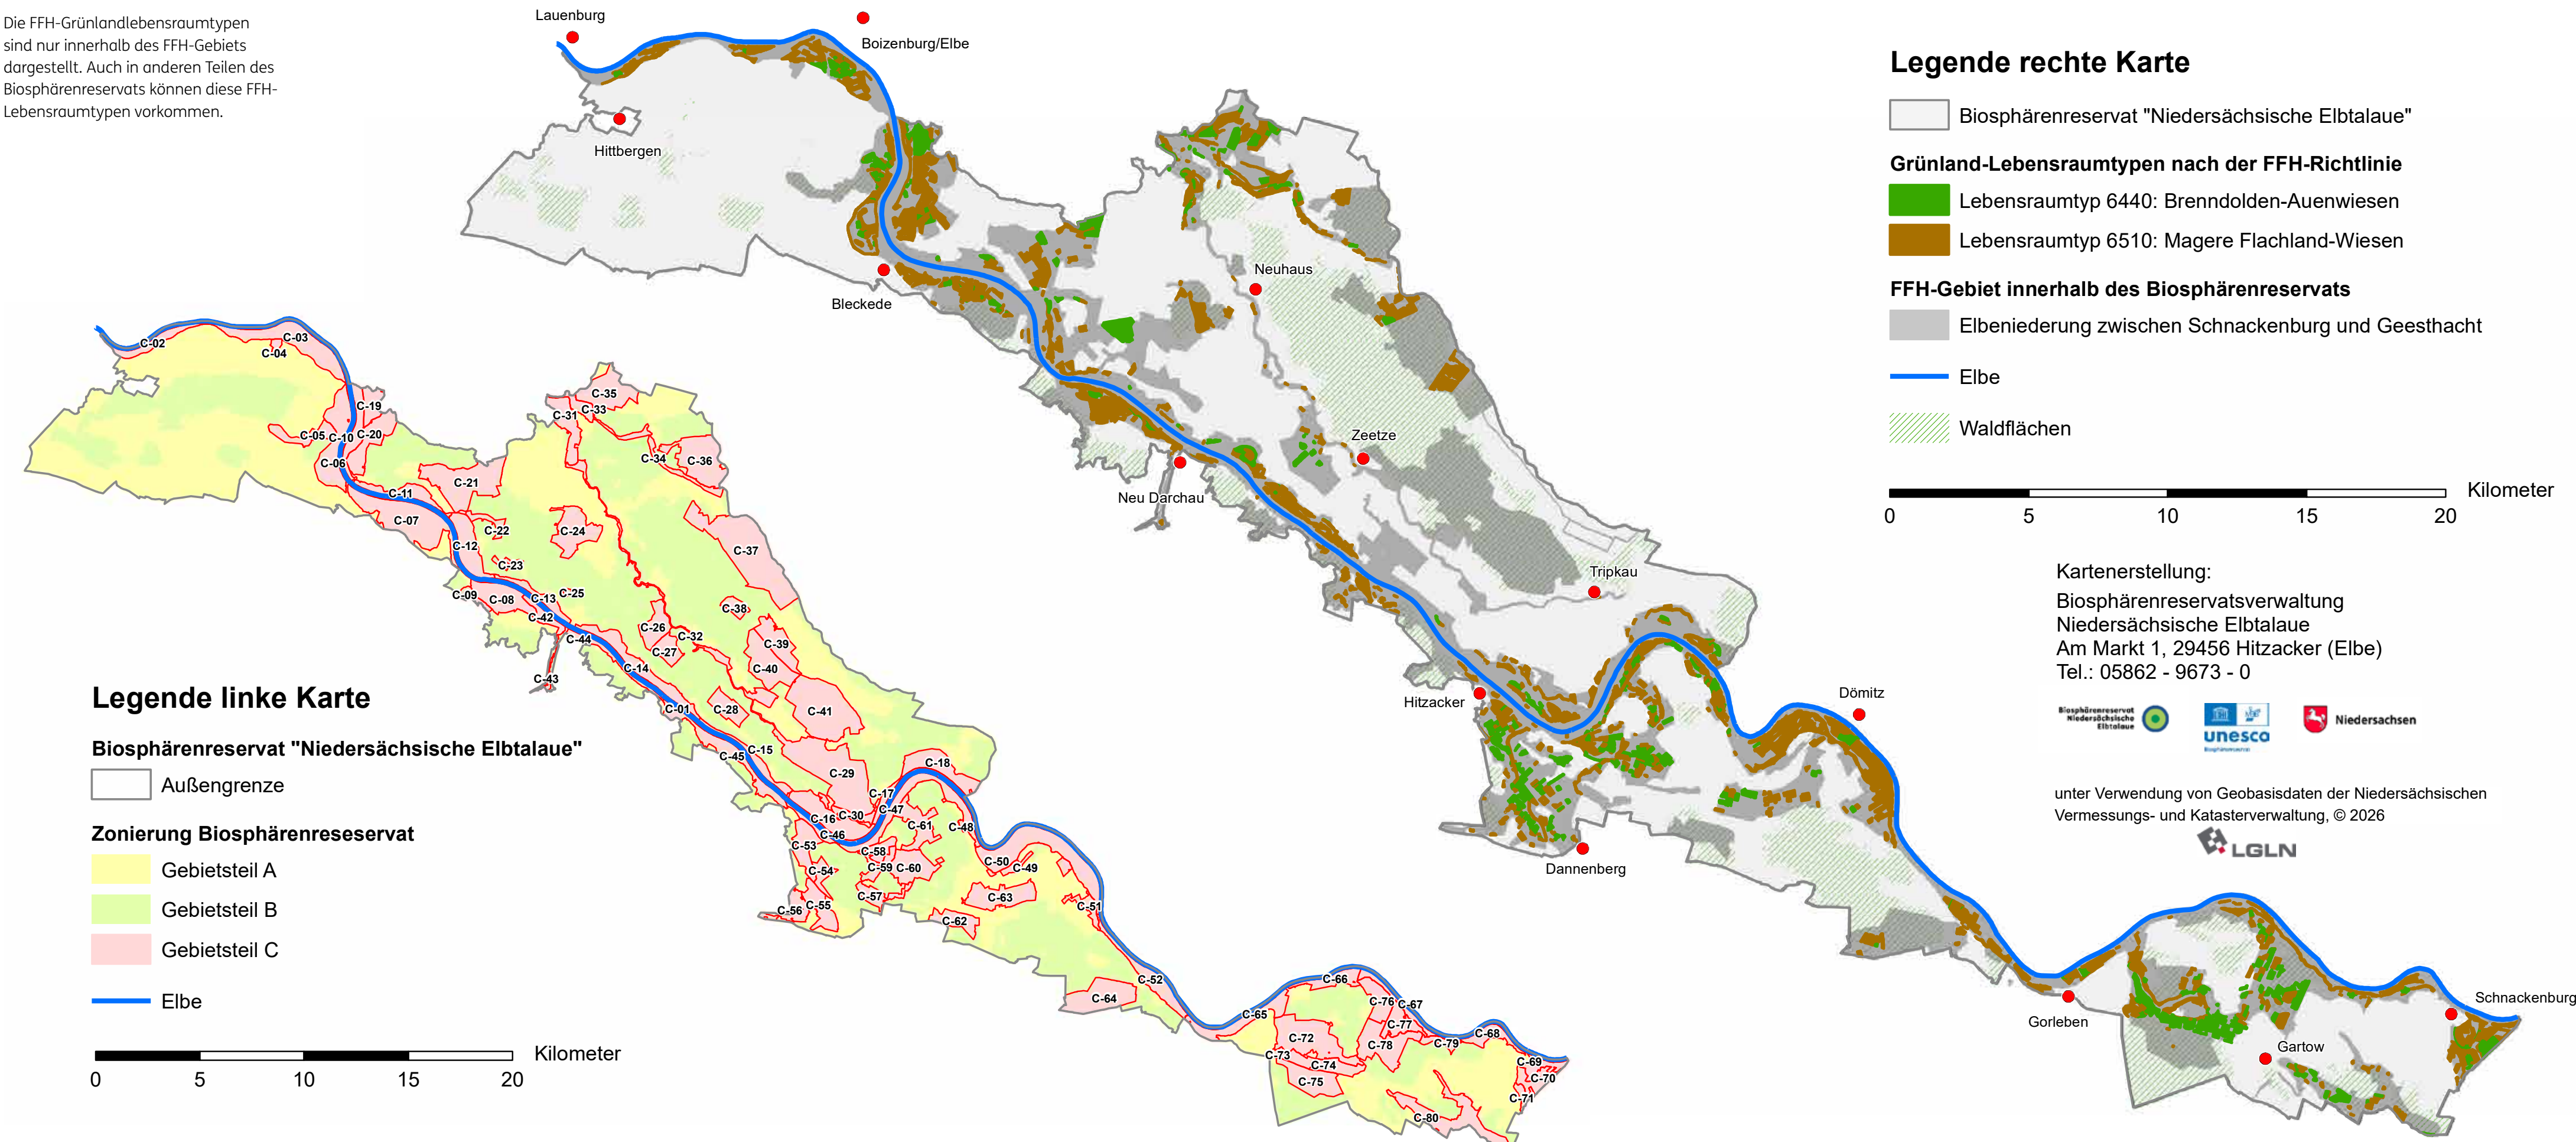 Die FFH-Grünlandlebensraumtypen
sind nur innerhalb des FFH-Gebiets
dargestellt. Auch in anderen Teilen des
Biosphärenreservats können diese FFH-
Lebensraumtypen vorkommen.
Lauenburg
Boizenburg/Elbe
Hittbergen
Bleckede
Neuhaus
Zeetze
Neu Darchau
Tripkau
Hitzacker
Dömitz
Dannenberg
Gorleben
Schnackenburg
Gartow
Legende rechte Karte
Biosphärenreservat "Niedersächsische Elbtalaue"
Grünland-Lebensraumtypen nach der FFH-Richtlinie
Lebensraumtyp 6440: Brenndolden-Auenwiesen
Lebensraumtyp 6510: Magere Flachland-Wiesen
FFH-Gebiet innerhalb des Biosphärenreservats
Elbeniederung zwischen Schnackenburg und Geesthacht
Elbe
Waldflächen
Kilometer
0 5 10 15 20
Kartenerstellung:
Biosphärenreservatsverwaltung
Niedersächsische Elbtalaue
Am Markt 1, 29456 Hitzacker (Elbe)
Tel.: 05862 - 9673 - 0
Biosphärenreservat
Niedersächsische
Elbtalaue
unesco
Biosphärenreservat
Niedersachsen
unter Verwendung von Geobasisdaten der Niedersächsischen
Vermessungs- und Katasterverwaltung, © 2026
LGLN
C-02
C-03
C-04
C-19
C-05
C-10
C-20
C-06
C-11
C-07
C-21
C-12
C-22
C-23
C-24
C-09
C-08
C-13
C-25
C-42
C-44
C-43
C-35
C-33
C-31
C-34
C-36
C-37
C-38
C-26
C-32
C-27
C-39
C-40
C-14
C-01
C-28
C-41
C-45
C-15
C-29
C-18
C-17
C-47
C-16
C-30
C-46
C-61
C-48
C-53
C-58
C-54
C-59
C-60
C-50
C-49
C-57
C-63
C-56
C-55
C-62
C-51
C-52
C-64
C-65
C-66
C-76
C-67
C-77
C-72
C-78
C-79
C-68
C-73
C-74
C-75
C-69
C-70
C-71
C-80
Legende linke Karte
Biosphärenreservat "Niedersächsische Elbtalaue"
Außengrenze
Zonierung Biosphärenreseservat
Gebietsteil A
Gebietsteil B
Gebietsteil C
Elbe
Kilometer
0 5 10 15 20